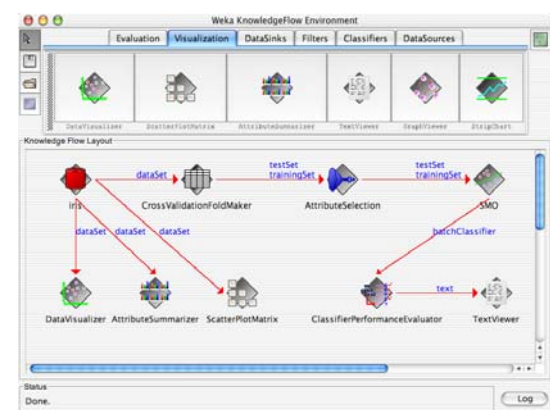 Weka KnowledgeFlow Environment
Evaluation Visualization DataSinks Filters Classifiers DataSources
DataVisualizer ScatterPlotMatrix AttributeSummarizer TextViewer GraphViewer StripChart
Knowledge Flow Layout
testSet testSet
dataSet trainingSet trainingSet
iris CrossValidationFoldMaker AttributeSelection SMO
dataSet dataSet dataSet batchClassifier
text
DataVisualizer AttributeSummarizer ScatterPlotMatrix ClassifierPerformanceEvaluator TextViewer
Status
Done.
Log